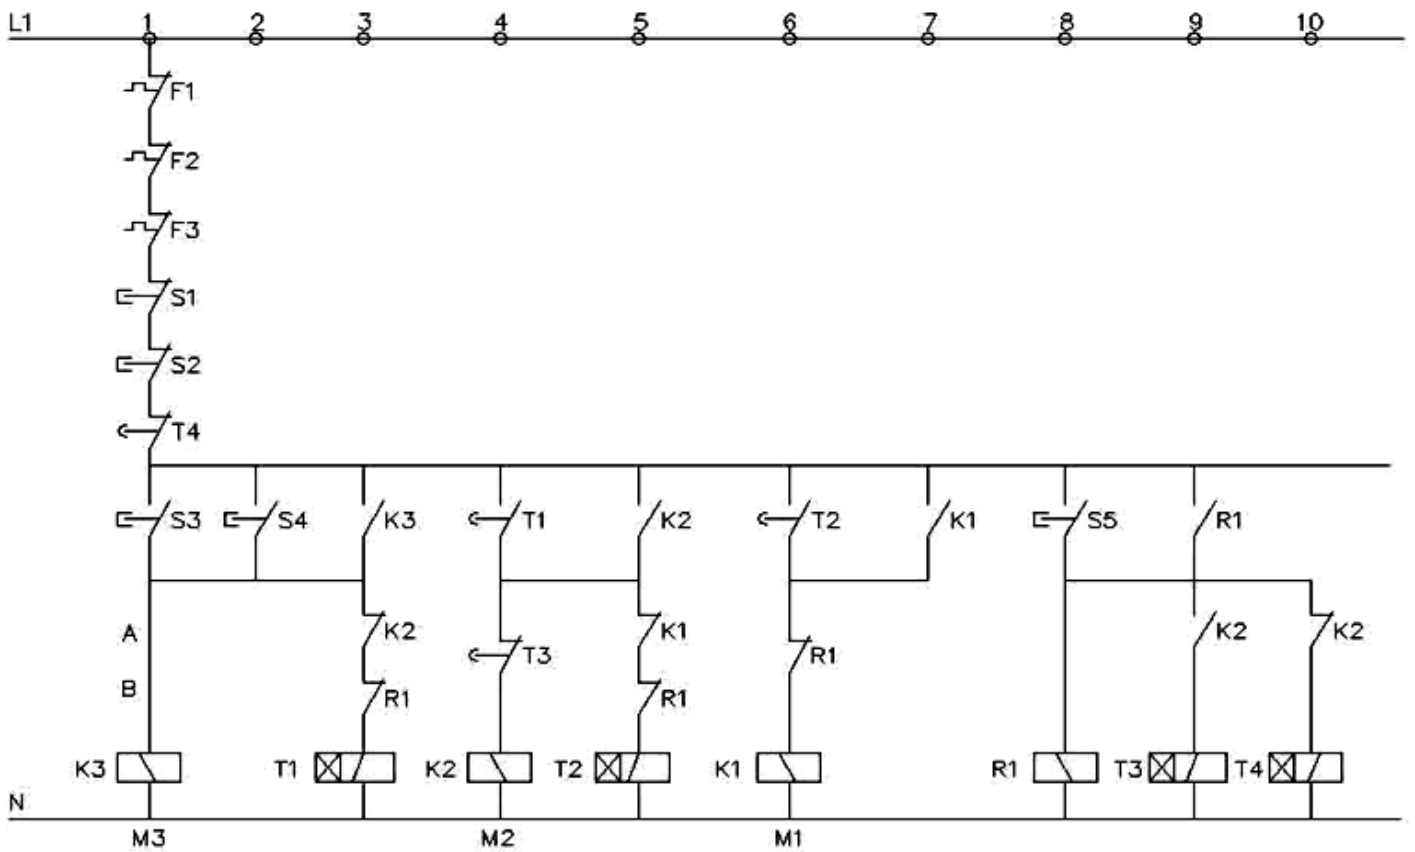 L1 1 2 3 4 5 6 7 8 9 10
F1
F2
F3
S1
S2
T4
S3 S4 K3 T1 K2 T2 K1 S5 R1
A K2 K1 K2 K2
T3 R1
B R1 R1
K3 T1 K2 T2 K1 R1 T3 T4
N
M3 M2 M1